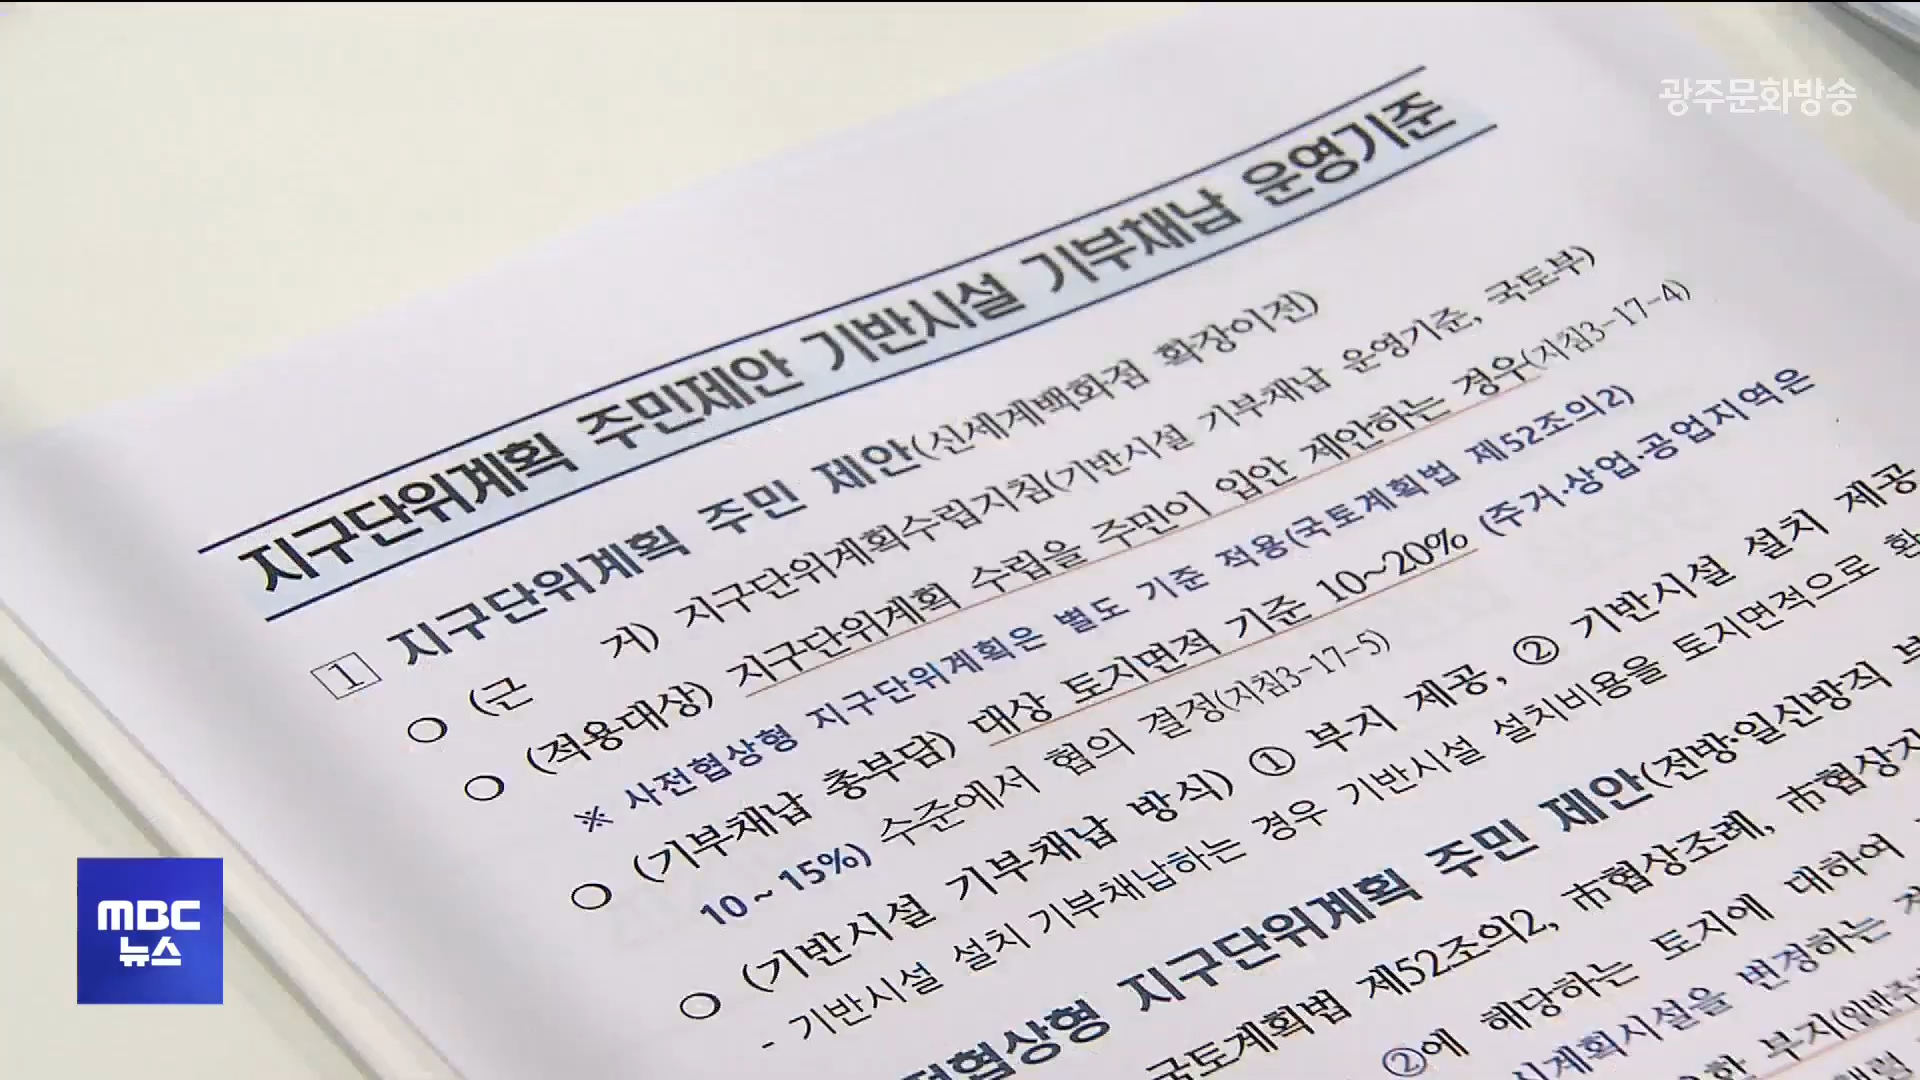 광주문화방송
지구단위계획 주민제안 기반시설 기부채납 운영기준
1 지구단위계획 주민 제안(신세계백화점 확장이전)
○ (근 거) 지구단위계획수립지침(기반시설 기부채납 운영기준, 국토부)
○ (적용대상) 지구단위계획 수립을 주민이 입안 제안하는 경우(지침3-17-4)
※ 사전협상형 지구단위계획은 별도 기준 적용(국토계획법 제52조의2)
○ (기부채납 총부담) 대상 토지면적 기준 10~20% (주거·상업·공업지역은
10~15%) 수준에서 협의 결정(지침3-17-5)
○ (기반시설 기부채납 방식) ① 부지 제공, ② 기반시설 설치 제공
- 기반시설 설치 기부채납하는 경우 기반시설 설치비용을 토지면적으로 환
전협상형 지구단위계획 주민 제안(전방·일신방직 부
국토계획법 제52조의2, 市협상조례, 市협상지
②에 해당하는 토지에 대하여
시계획시설을 변경하는
부지(일반주
MBC
뉴스